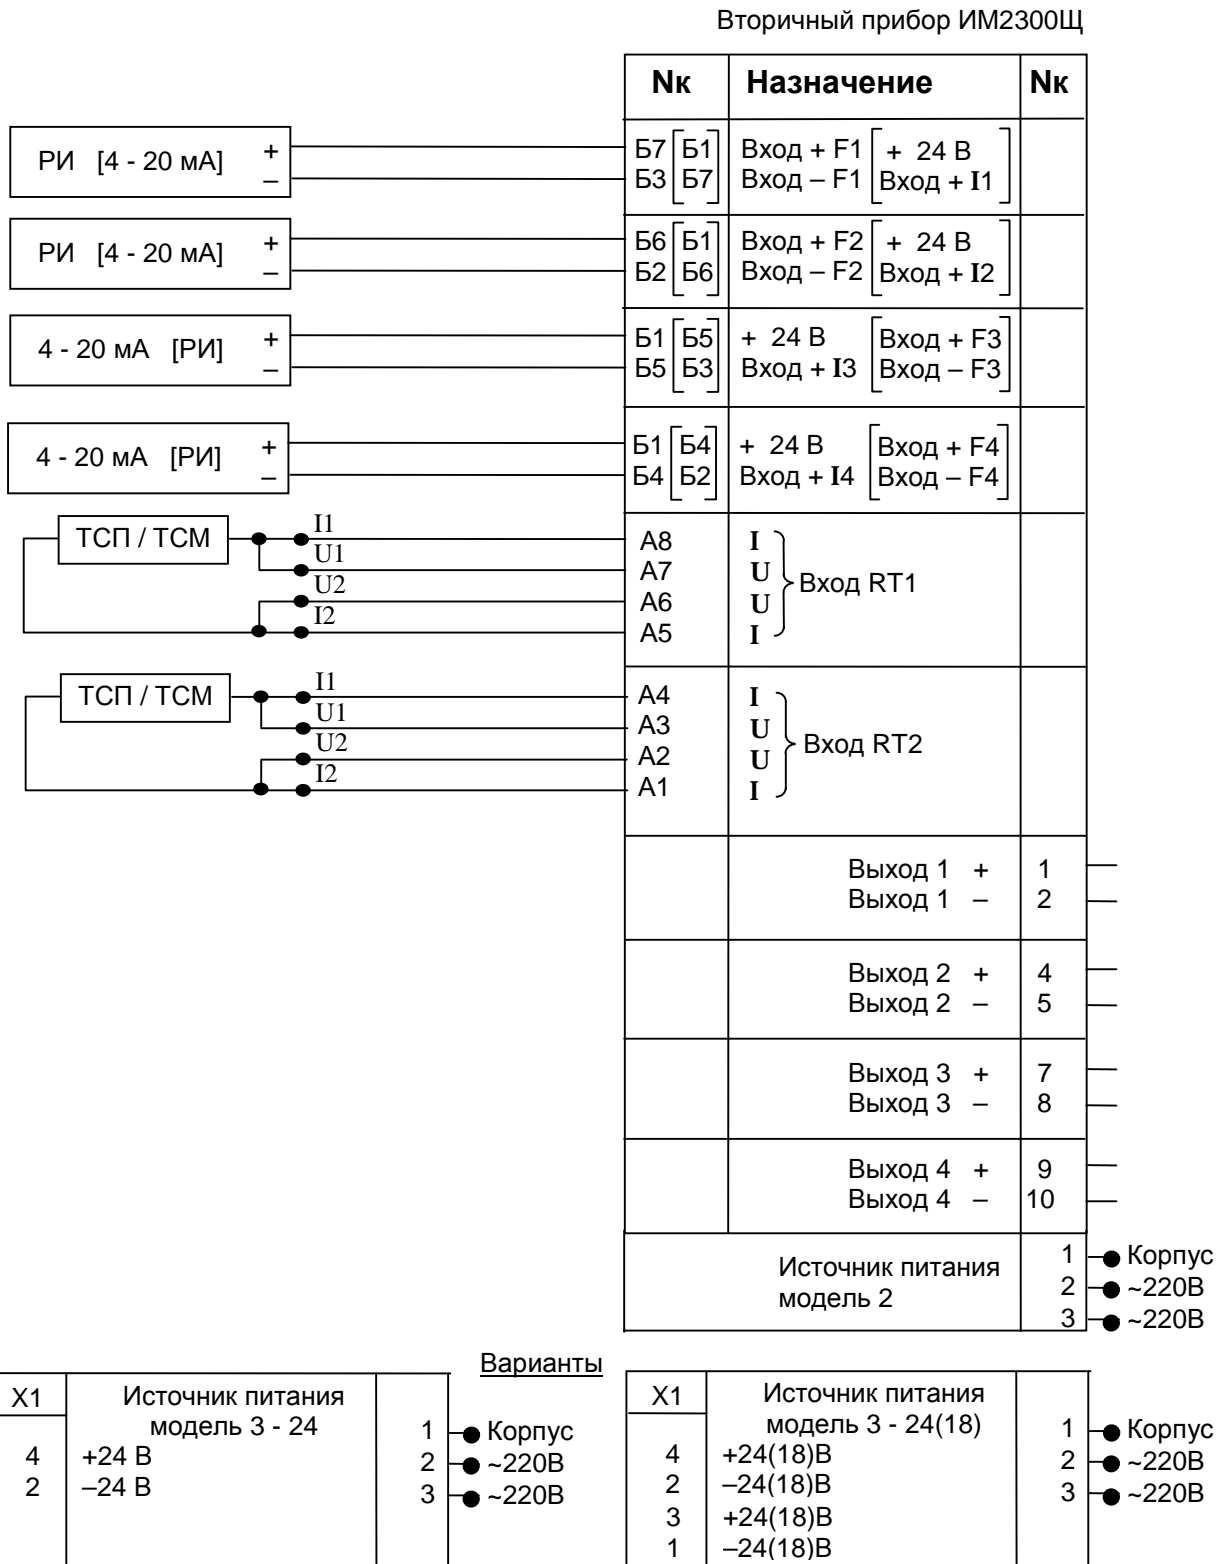 Вторичный прибор ИМ2300Щ
Nк Назначение Nк
РИ [4 - 20 мА] + Б7 [Б1] Вход + F1 [+ 24 В]
– Б3 [Б7] Вход – F1 [Вход + I1]
РИ [4 - 20 мА] + Б6 [Б1] Вход + F2 [+ 24 В]
– Б2 [Б6] Вход – F2 [Вход + I2]
4 - 20 мА [РИ] + Б1 [Б5] + 24 В [Вход + F3]
– Б5 [Б3] Вход + I3 [Вход – F3]
4 - 20 мА [РИ] + Б1 [Б4] + 24 В [Вход + F4]
– Б4 [Б2] Вход + I4 [Вход – F4]
ТСП / ТСМ I1 А8 I
U1 А7 U
Вход RT1
U2 А6 U
I2 А5 I
ТСП / ТСМ I1 А4 I
U1 А3 U
Вход RT2
U2 А2 U
I2 А1 I
Выход 1 + 1
Выход 1 – 2
Выход 2 + 4
Выход 2 – 5
Выход 3 + 7
Выход 3 – 8
Выход 4 + 9
Выход 4 – 10
Источник питания
модель 2
1 Корпус
2 ~220В
3 ~220В
Варианты
Х1 Источник питания
модель 3 - 24
4 +24 В
2 –24 В
1 Корпус
2 ~220В
3 ~220В
Х1 Источник питания
модель 3 - 24(18)
4 +24(18)В
2 –24(18)В
3 +24(18)В
1 –24(18)В
1 Корпус
2 ~220В
3 ~220В